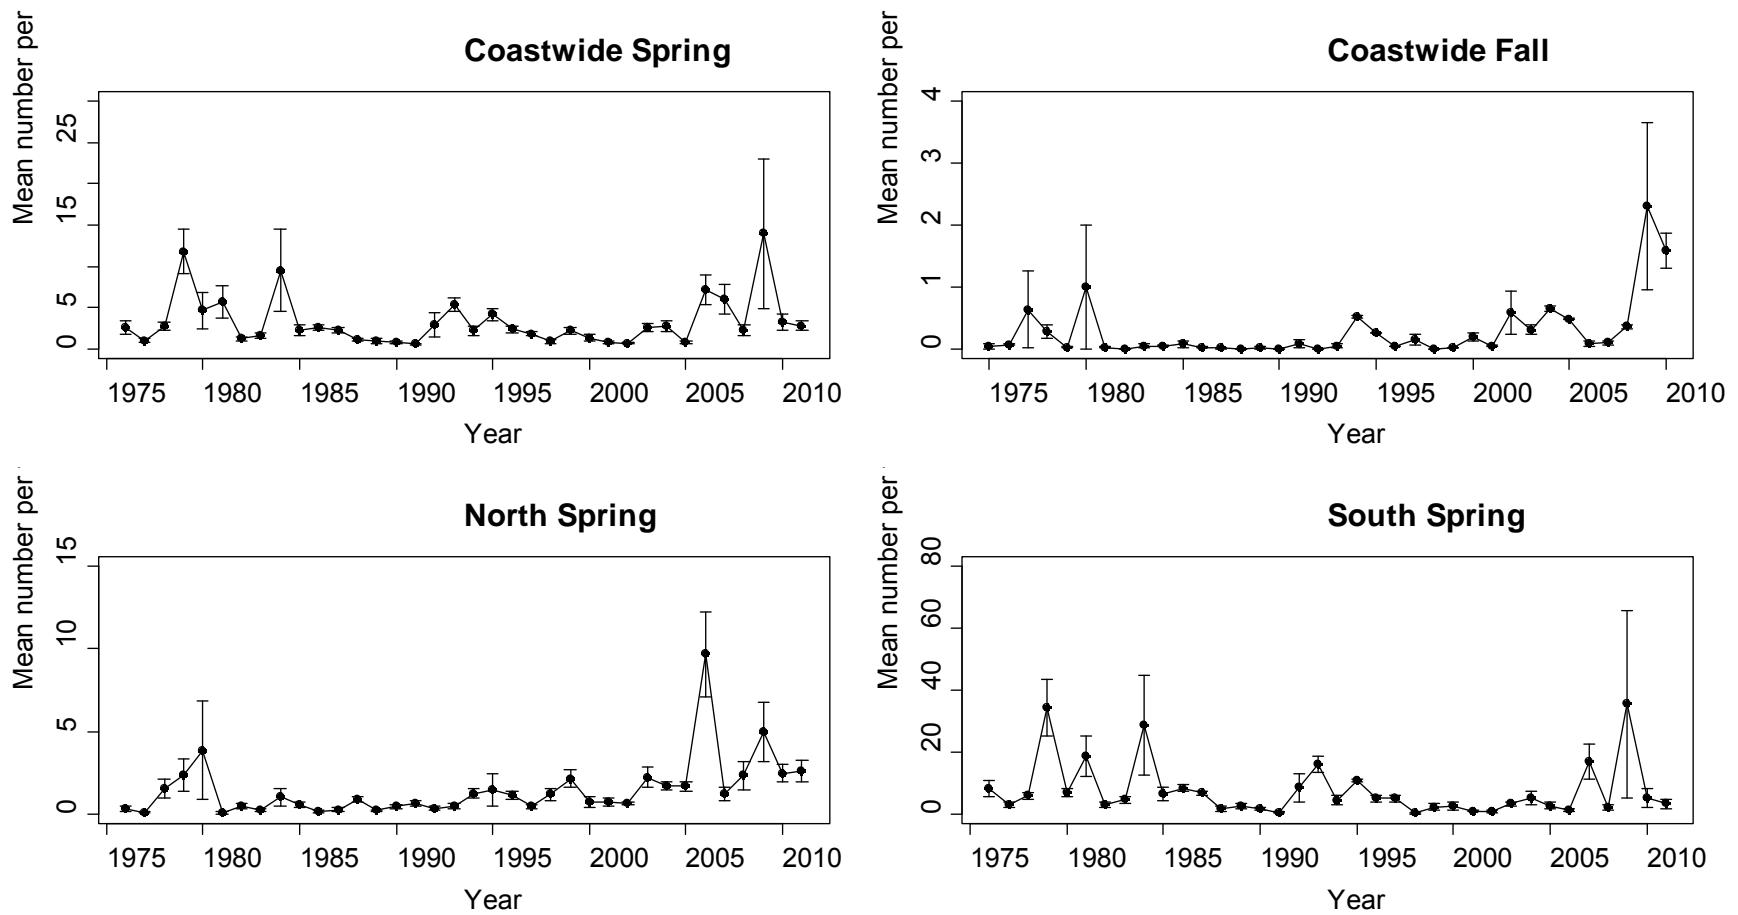 Coastwide Spring
Mean number per
0 5 15 25
1975 1980 1985 1990 1995 2000 2005 2010
Year
Coastwide Fall
Mean number per
0 1 2 3 4
1975 1980 1985 1990 1995 2000 2005 2010
Year
North Spring
Mean number per
0 5 10 15
1975 1980 1985 1990 1995 2000 2005 2010
Year
South Spring
Mean number per
0 20 40 60 80
1975 1980 1985 1990 1995 2000 2005 2010
Year